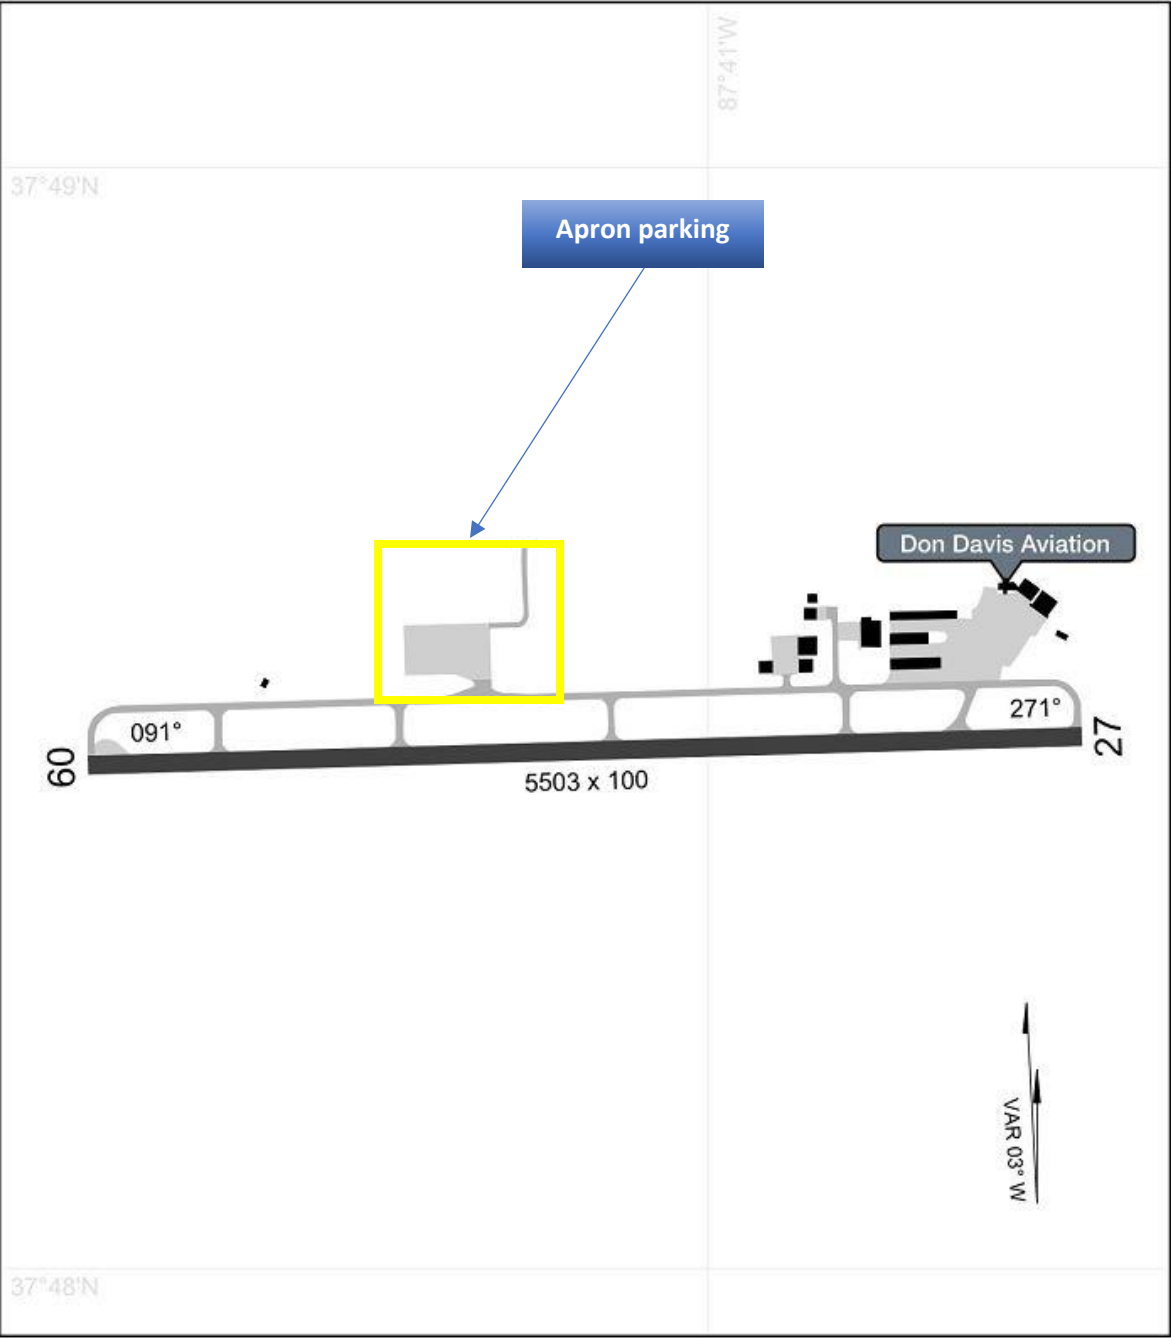 87°41'W
37°49'N
Apron parking
Don Davis Aviation
091°
271°
09
27
5503 x 100
VAR 03° W
37°48'N